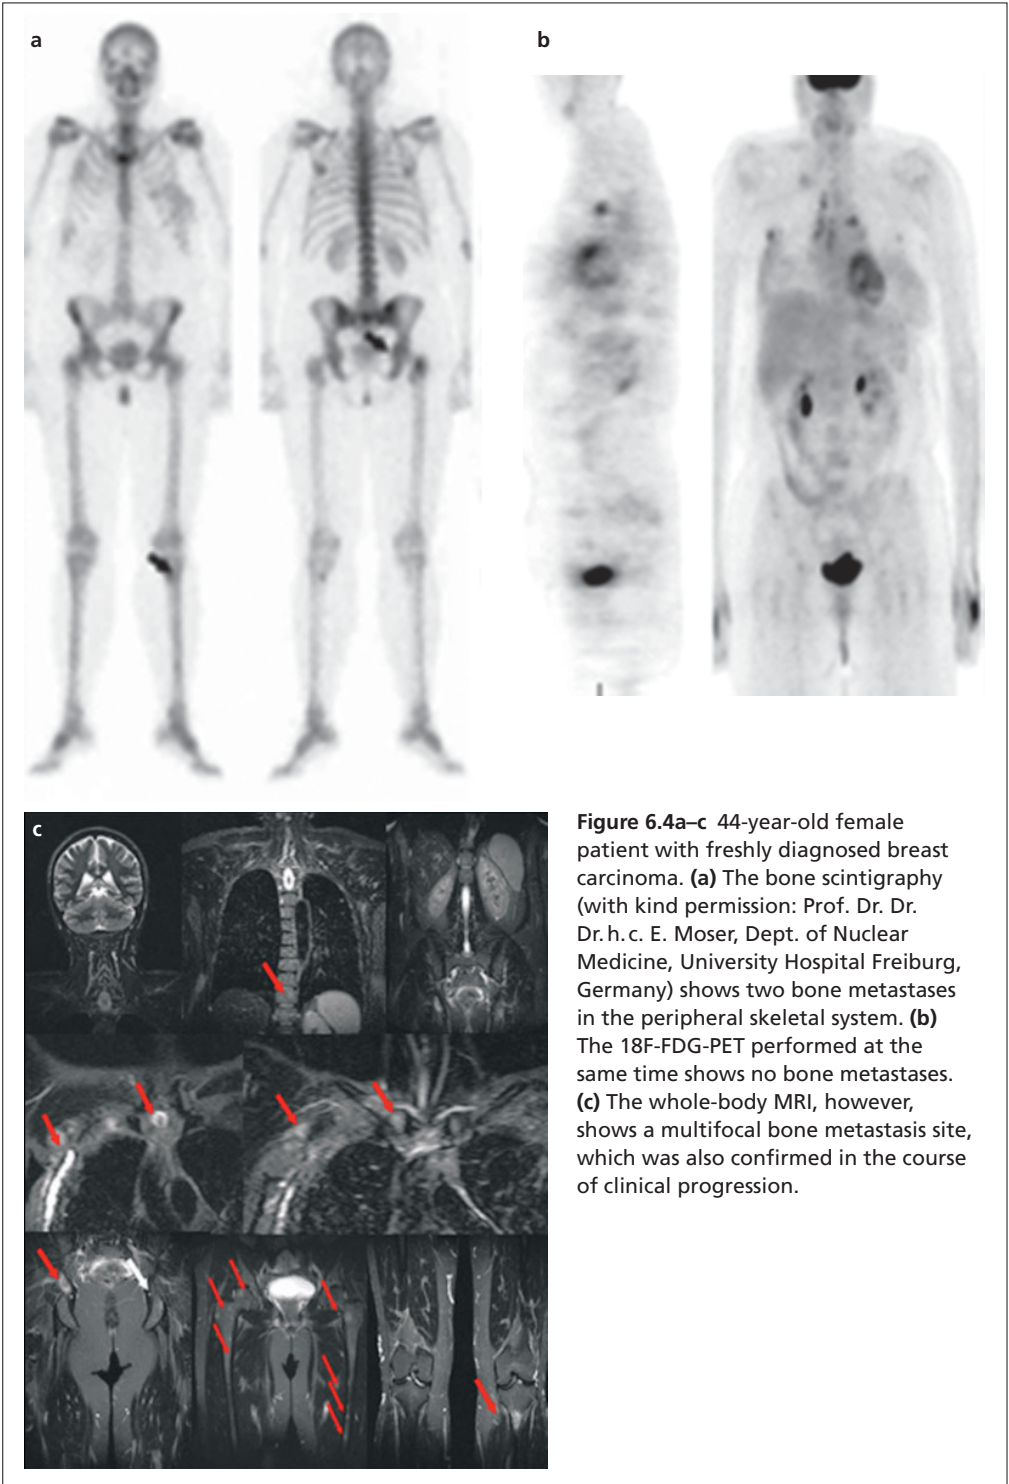 a
b
c
Figure 6.4a–c 44-year-old female
patient with freshly diagnosed breast
carcinoma. (a) The bone scintigraphy
(with kind permission: Prof. Dr. Dr.
Dr. h. c. E. Moser, Dept. of Nuclear
Medicine, University Hospital Freiburg,
Germany) shows two bone metastases
in the peripheral skeletal system. (b)
The 18F-FDG-PET performed at the
same time shows no bone metastases.
(c) The whole-body MRI, however,
shows a multifocal bone metastasis site,
which was also confirmed in the course
of clinical progression.